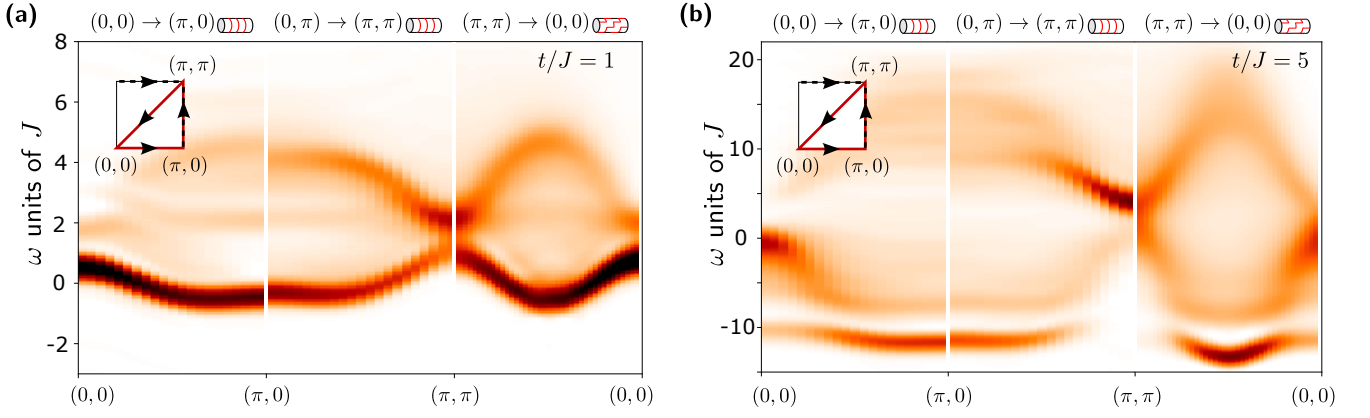 (a)
(0, 0) → (π, 0)
(0, π) → (π, π)
(π, π) → (0, 0)
8
6
4
2
0
-2
ω units of J
t/J = 1
(π, π)
(0, 0)
(π, 0)
(0, 0)
(π, 0)
(π, π)
(0, 0)
(b)
(0, 0) → (π, 0)
(0, π) → (π, π)
(π, π) → (0, 0)
20
10
0
-10
ω units of J
t/J = 5
(π, π)
(0, 0)
(π, 0)
(0, 0)
(π, 0)
(π, π)
(0, 0)